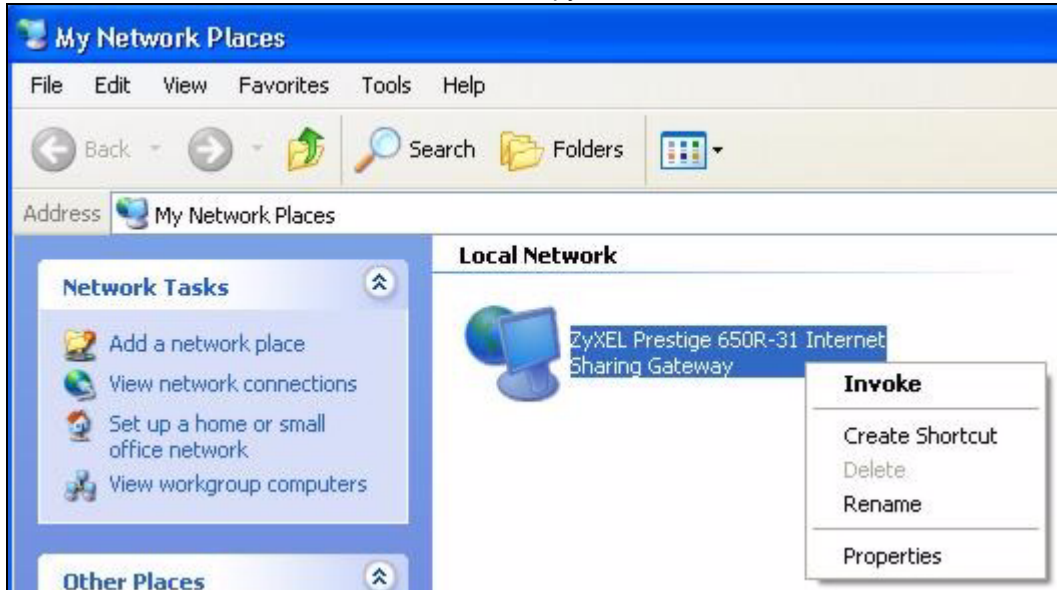 My Network Places
File Edit View Favorites Tools Help
Back Search Folders
Address My Network Places
Network Tasks
Add a network place
View network connections
Set up a home or small
office network
View workgroup computers
Other Places
Local Network
ZyXEL Prestige 650R-31 Internet
Sharing Gateway
Invoke
Create Shortcut
Delete
Rename
Properties